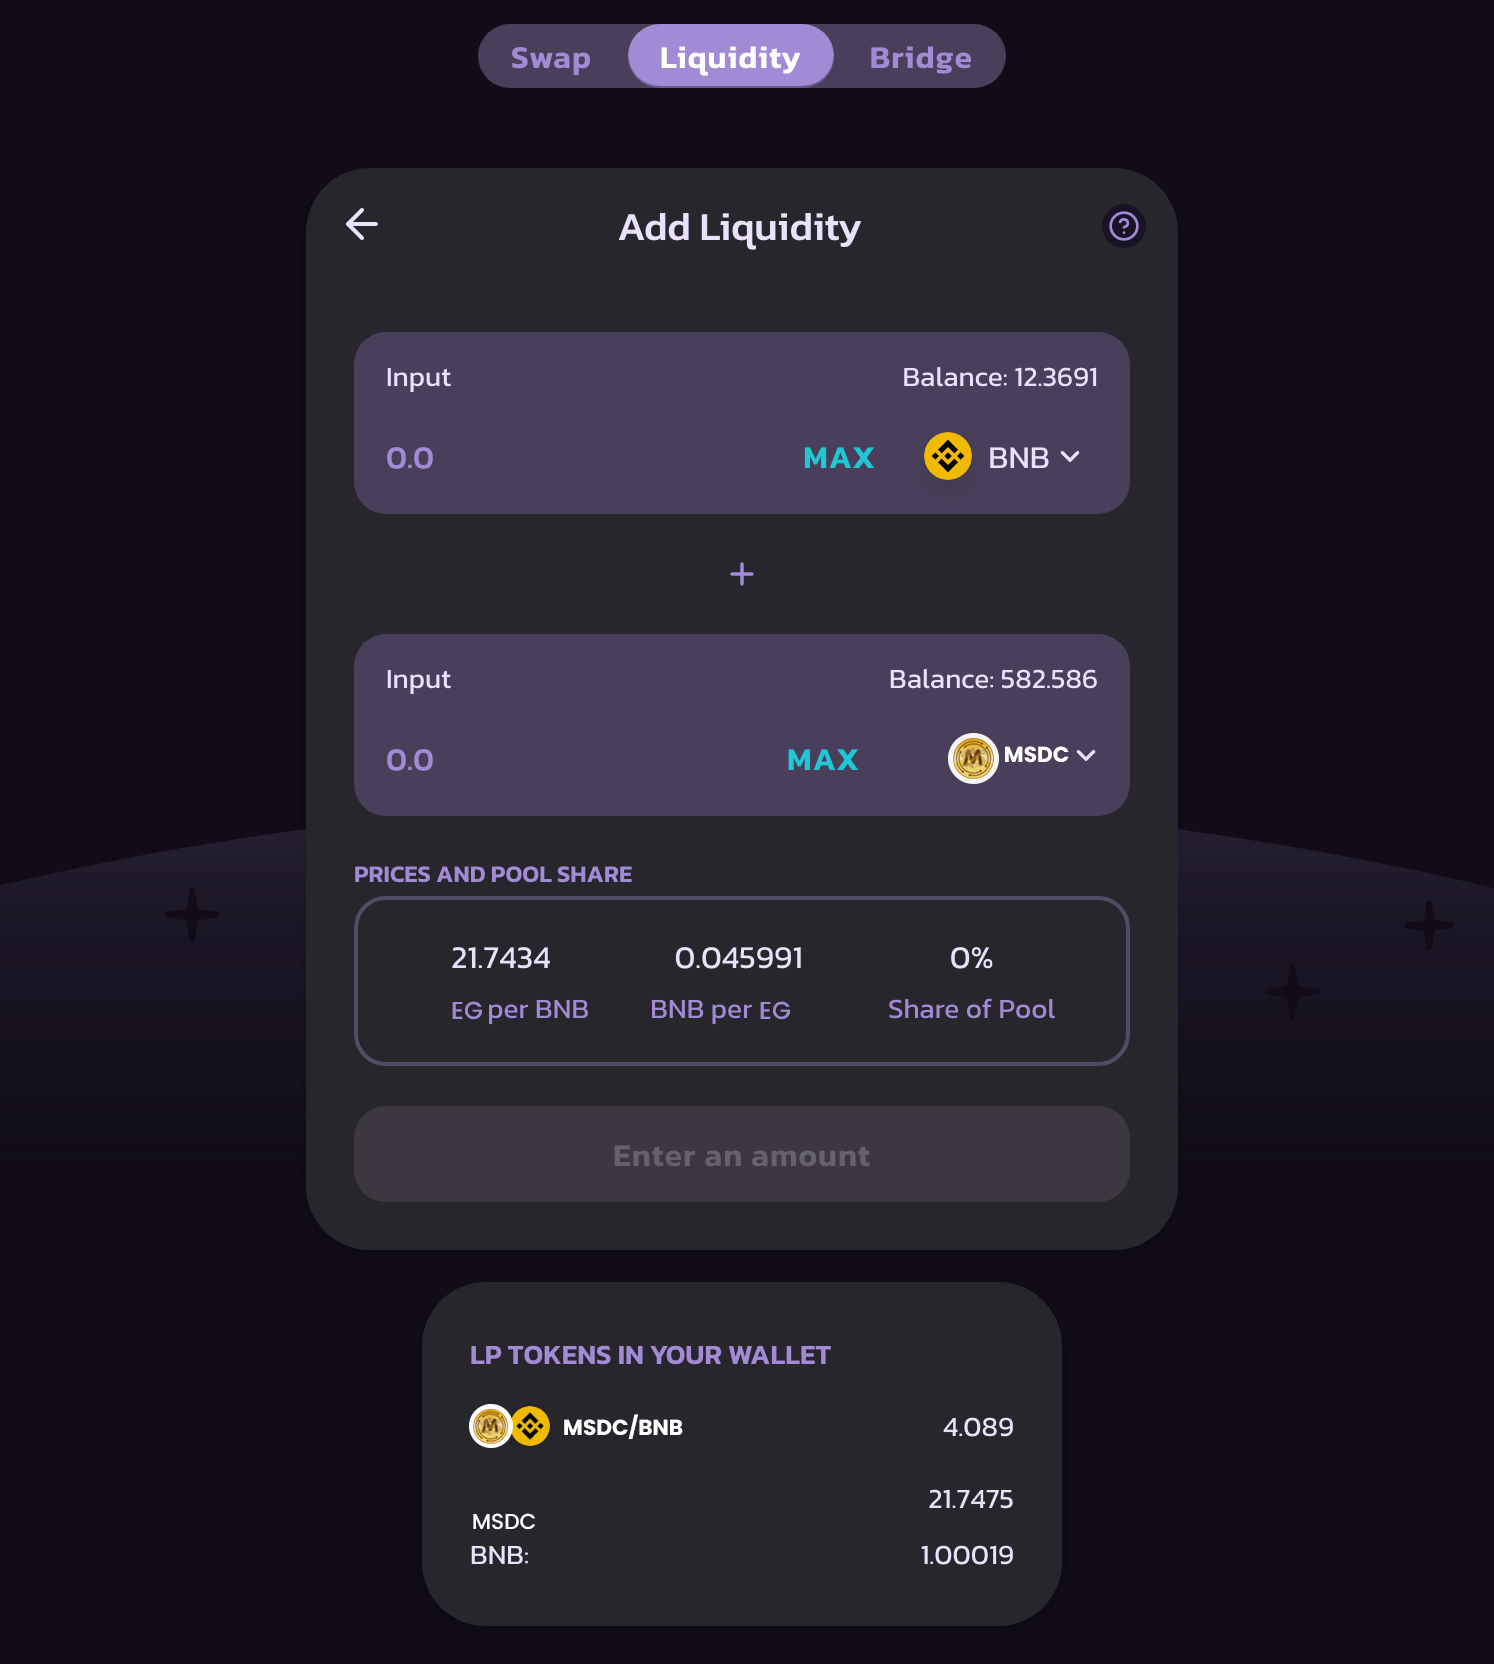 Swap Liquidity Bridge
Add Liquidity
Input Balance: 12.3691
0.0 MAX BNB
+
Input Balance: 582.586
0.0 MAX MSDC
PRICES AND POOL SHARE
21.7434 0.045991 0%
EG per BNB BNB per EG Share of Pool
Enter an amount
LP TOKENS IN YOUR WALLET
MSDC/BNB 4.089
21.7475
MSDC
BNB: 1.00019